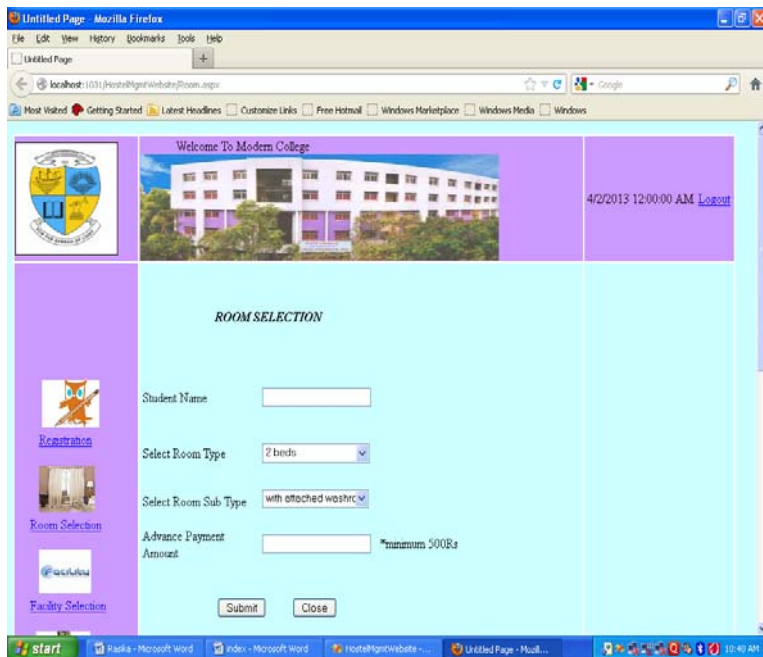 Untitled Page - Mozilla Firefox
File Edit View History Bookmarks Tools Help
Untitled Page
localhost:1031/HostelMgmtWebsite/Room.aspx
Google
Most Visited Getting Started Latest Headlines Customize Links Free Hotmail Windows Marketplace Windows Media Windows
Welcome To Modern College
4/2/2013 12:00:00 AM Logout
ROOM SELECTION
Student Name
Registration
Select Room Type 2 beds
Select Room Sub Type with attached washrc
Room Selection
Advance Payment
Amount
*minimum 500Rs
Facility
Facility Selection
Submit Close
start Raska - Microsoft Word index - Microsoft Word HostelMgmtWebsite -... Untitled Page - Mozil... 10:40 AM